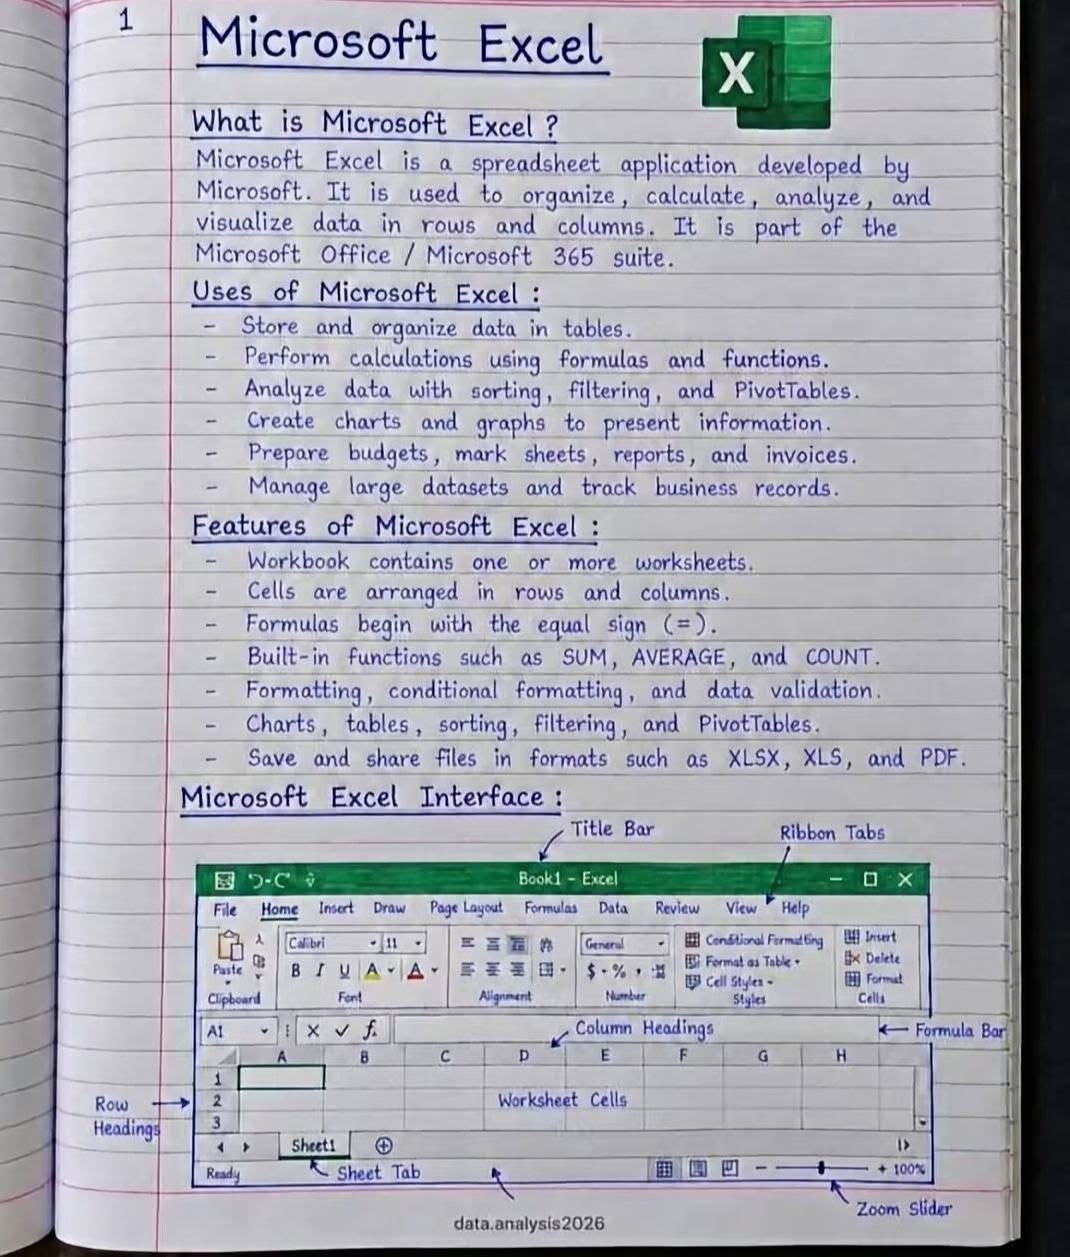 1
Microsoft Excel
X
What is Microsoft Excel ?
Microsoft Excel is a spreadsheet application developed by
Microsoft. It is used to organize, calculate, analyze, and
visualize data in rows and columns. It is part of the
Microsoft Office / Microsoft 365 suite.
Uses of Microsoft Excel :
- Store and organize data in tables.
- Perform calculations using formulas and functions.
- Analyze data with sorting, filtering, and PivotTables.
- Create charts and graphs to present information.
- Prepare budgets, mark sheets, reports, and invoices.
- Manage large datasets and track business records.
Features of Microsoft Excel :
- Workbook contains one or more worksheets.
- Cells are arranged in rows and columns.
- Formulas begin with the equal sign (=).
- Built-in functions such as SUM, AVERAGE, and COUNT.
- Formatting, conditional formatting, and data validation.
- Charts, tables, sorting, filtering, and PivotTables.
- Save and share files in formats such as XLSX, XLS, and PDF.
Microsoft Excel Interface :
Title Bar
Ribbon Tabs
Book1 - Excel
File Home Insert Draw Page Layout Formulas Data Review View Help
Calibri 11 General Conditional Formatting Insert
Paste B I U A A $ % , Format as Table Delete
Cell Styles Format
Clipboard Font Alignment Number Styles Cells
A1 X ✓ fx
Column Headings
Formula Bar
A B C D E F G H
1
2
3
Worksheet Cells
Row
Headings
Sheet1
Ready
Sheet Tab
- + 100%
Zoom Slider
data.analysis2026